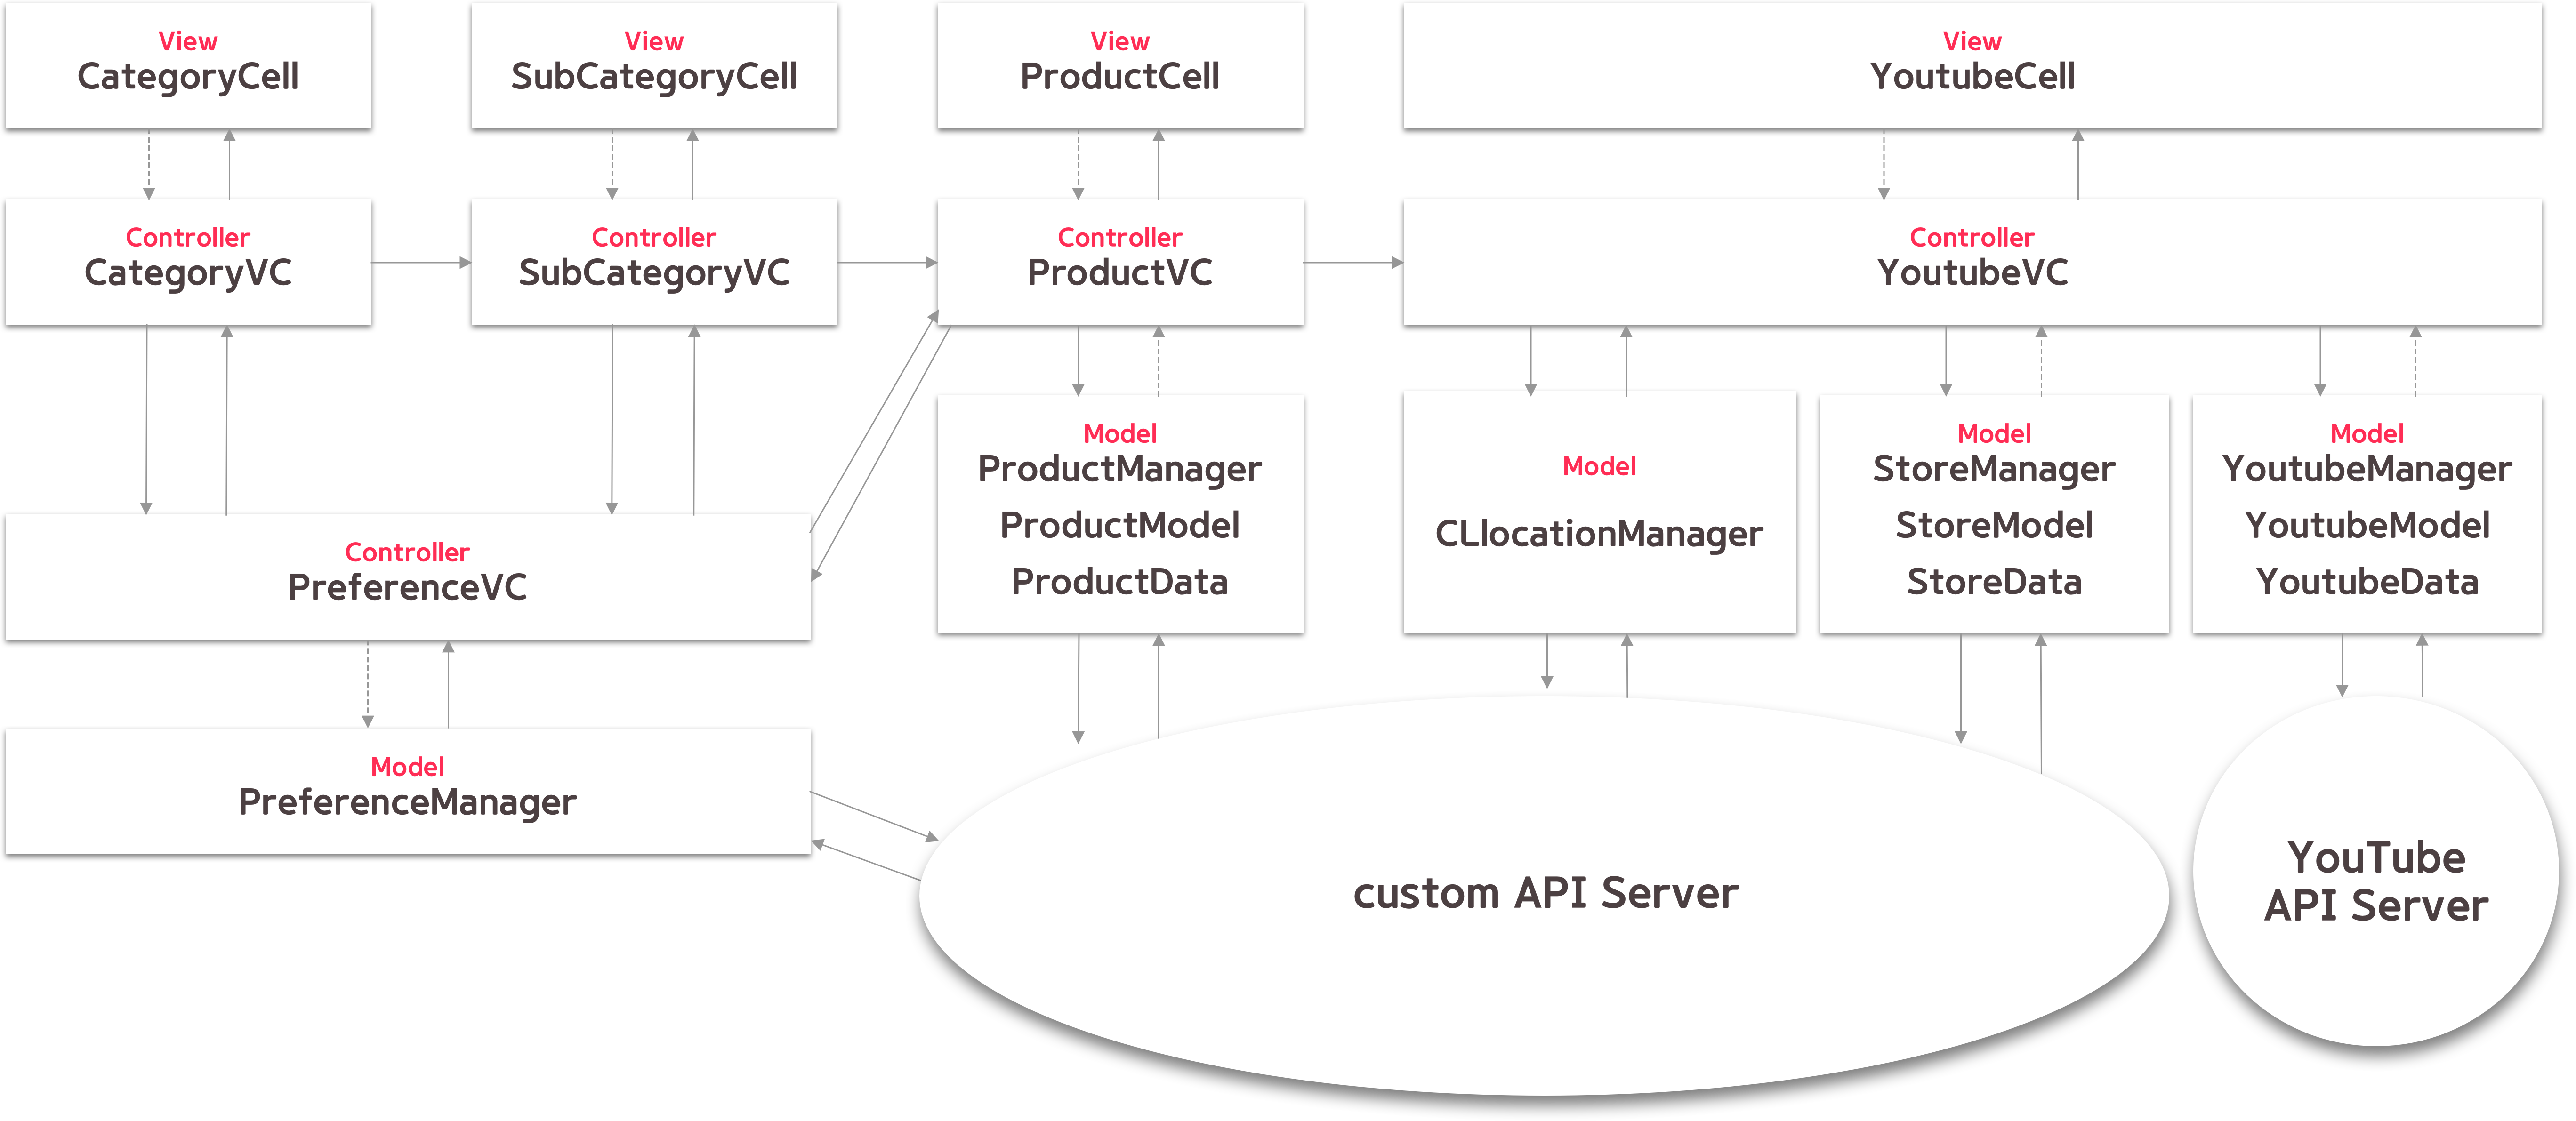 View
CategoryCell
View
SubCategoryCell
View
ProductCell
View
YoutubeCell
Controller
CategoryVC
Controller
SubCategoryVC
Controller
ProductVC
Controller
YoutubeVC
Controller
PreferenceVC
Model
PreferenceManager
Model
ProductManager
ProductModel
ProductData
Model
CLlocationManager
Model
StoreManager
StoreModel
StoreData
Model
YoutubeManager
YoutubeModel
YoutubeData
custom API Server
YouTube
API Server